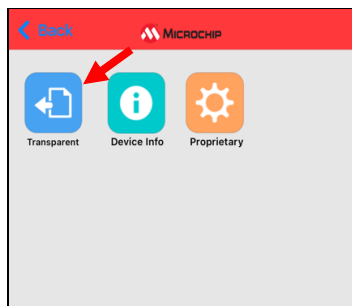 Back
MICROCHIP
Transparent
Device Info
Proprietary